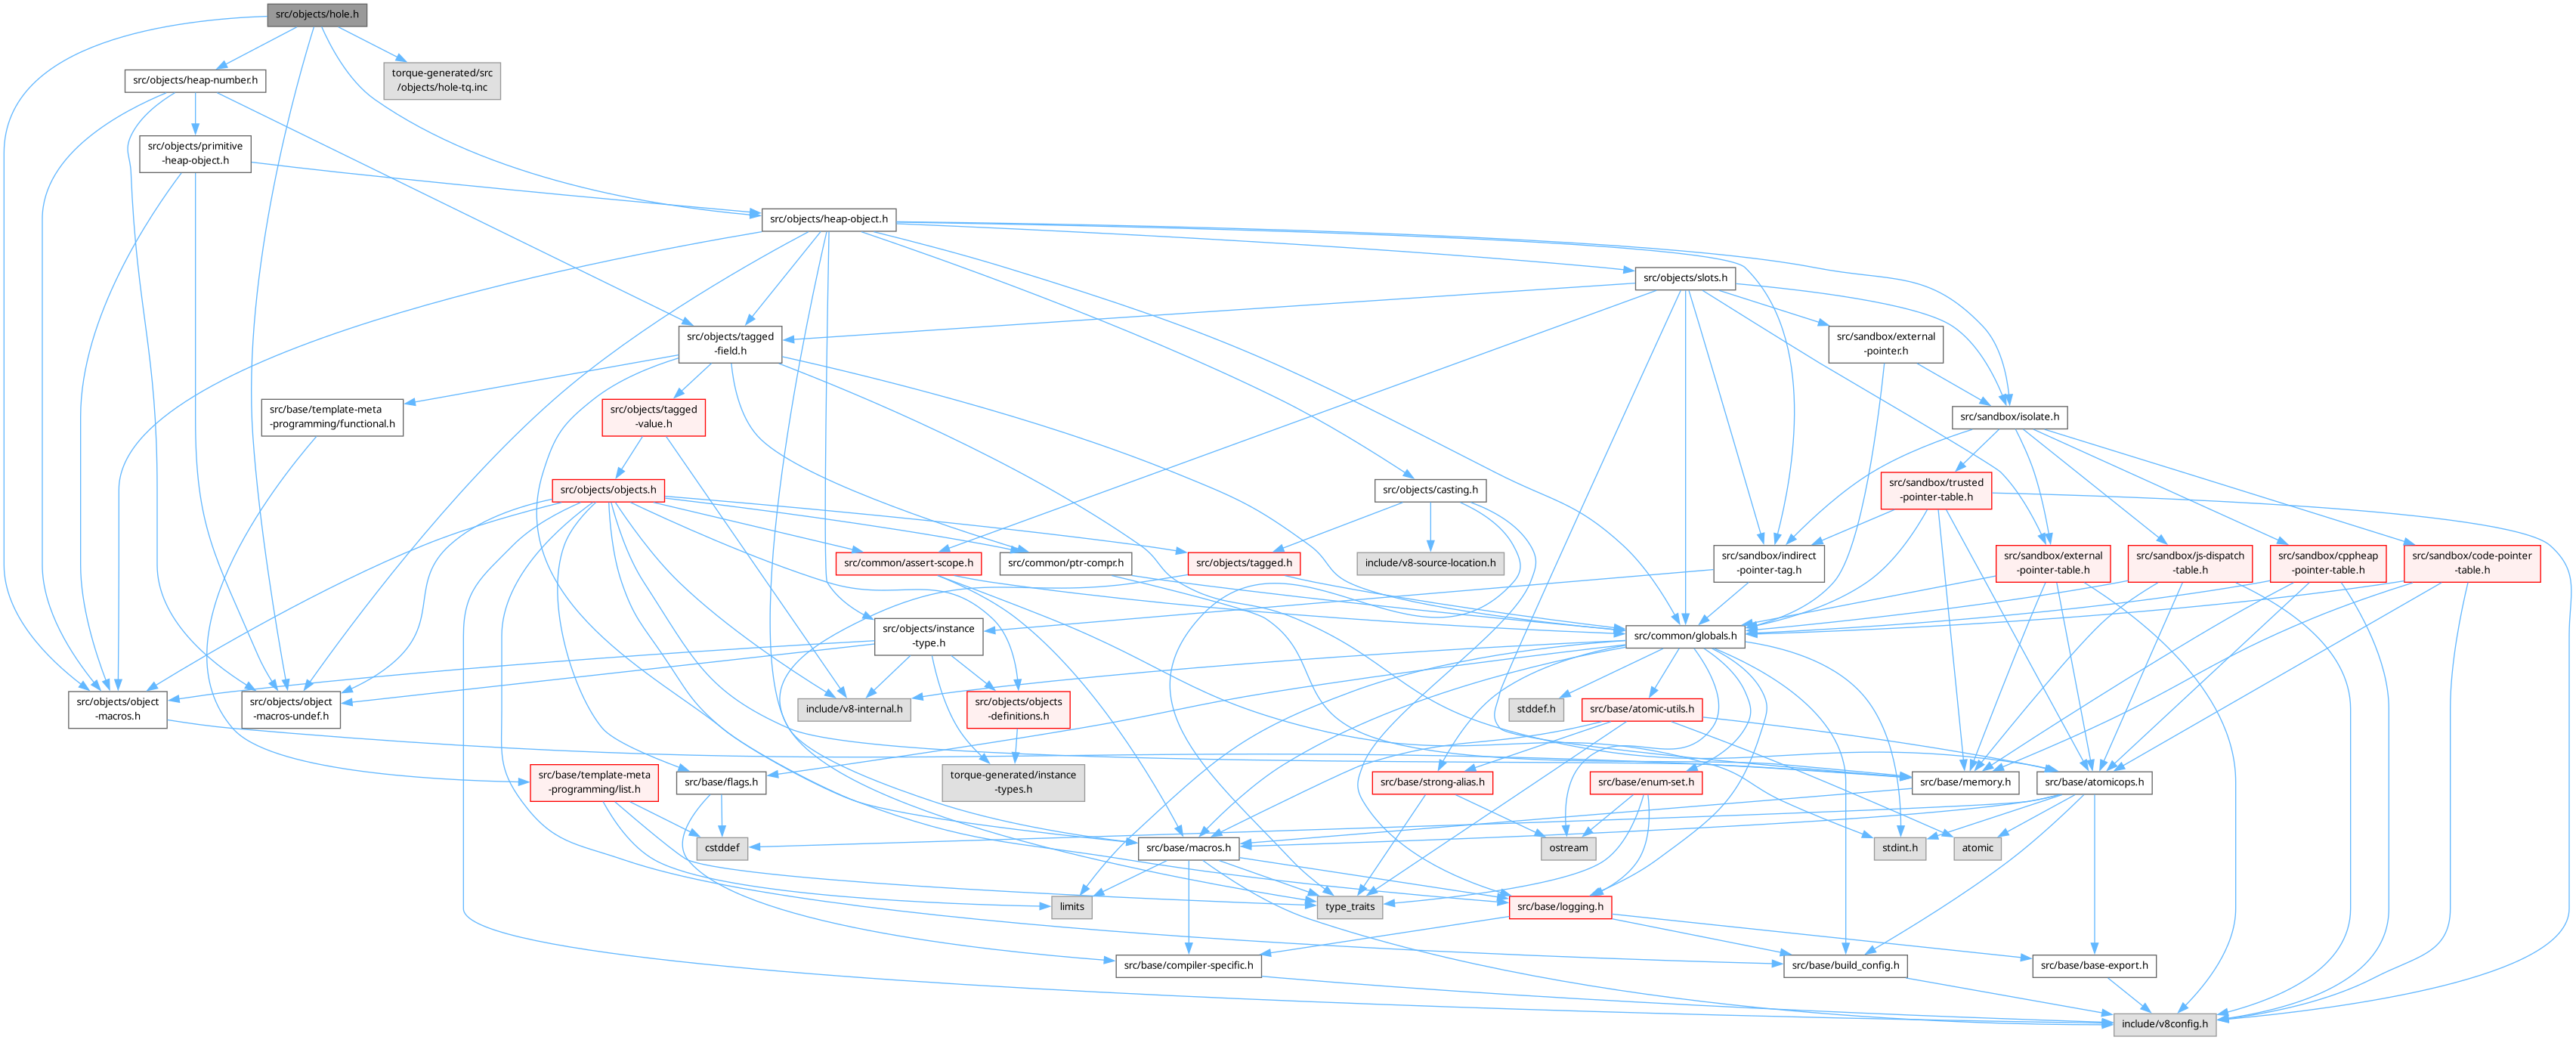 src/objects/hole.h
src/objects/heap-number.h
torque-generated/src
/objects/hole-tq.inc
src/objects/primitive
-heap-object.h
src/objects/heap-object.h
src/objects/slots.h
src/objects/tagged
-field.h
src/sandbox/external
-pointer.h
src/base/template-meta
-programming/functional.h
src/objects/tagged
-value.h
src/sandbox/isolate.h
src/objects/objects.h
src/objects/casting.h
src/sandbox/trusted
-pointer-table.h
src/common/assert-scope.h
src/common/ptr-compr.h
src/objects/tagged.h
include/v8-source-location.h
src/sandbox/indirect
-pointer-tag.h
src/sandbox/external
-pointer-table.h
src/sandbox/js-dispatch
-table.h
src/sandbox/cppheap
-pointer-table.h
src/sandbox/code-pointer
-table.h
src/objects/instance
-type.h
src/common/globals.h
src/objects/object
-macros.h
src/objects/object
-macros-undef.h
include/v8-internal.h
src/objects/objects
-definitions.h
stddef.h
src/base/atomic-utils.h
src/base/template-meta
-programming/list.h
src/base/flags.h
torque-generated/instance
-types.h
src/base/strong-alias.h
src/base/enum-set.h
src/base/memory.h
src/base/atomicops.h
cstddef
src/base/macros.h
ostream
stdint.h
atomic
limits
type_traits
src/base/logging.h
src/base/compiler-specific.h
src/base/build_config.h
src/base/base-export.h
include/v8config.h